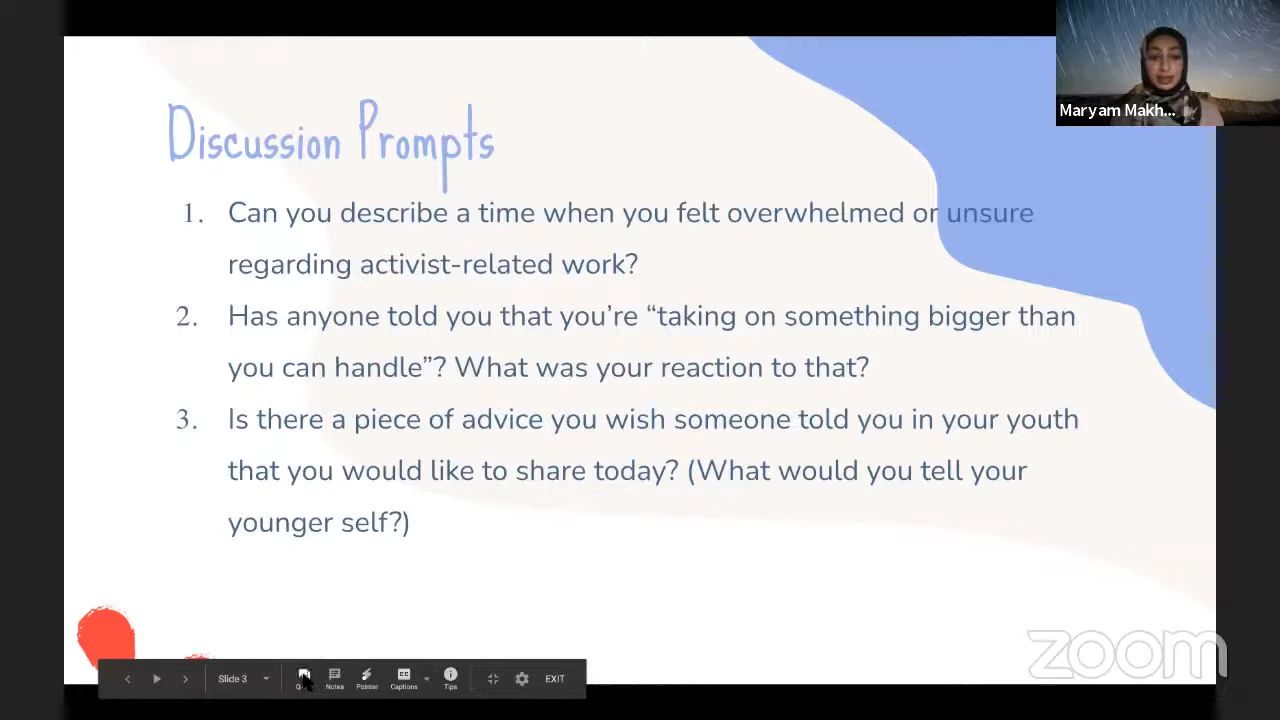 Maryam Makh...
Discussion Prompts
1. Can you describe a time when you felt overwhelmed or unsure
regarding activist-related work?
2. Has anyone told you that you’re “taking on something bigger than
you can handle”? What was your reaction to that?
3. Is there a piece of advice you wish someone told you in your youth
that you would like to share today? (What would you tell your
younger self?)
zoom
Slide 3
Notes
Pointer
Captions
Tips
EXIT